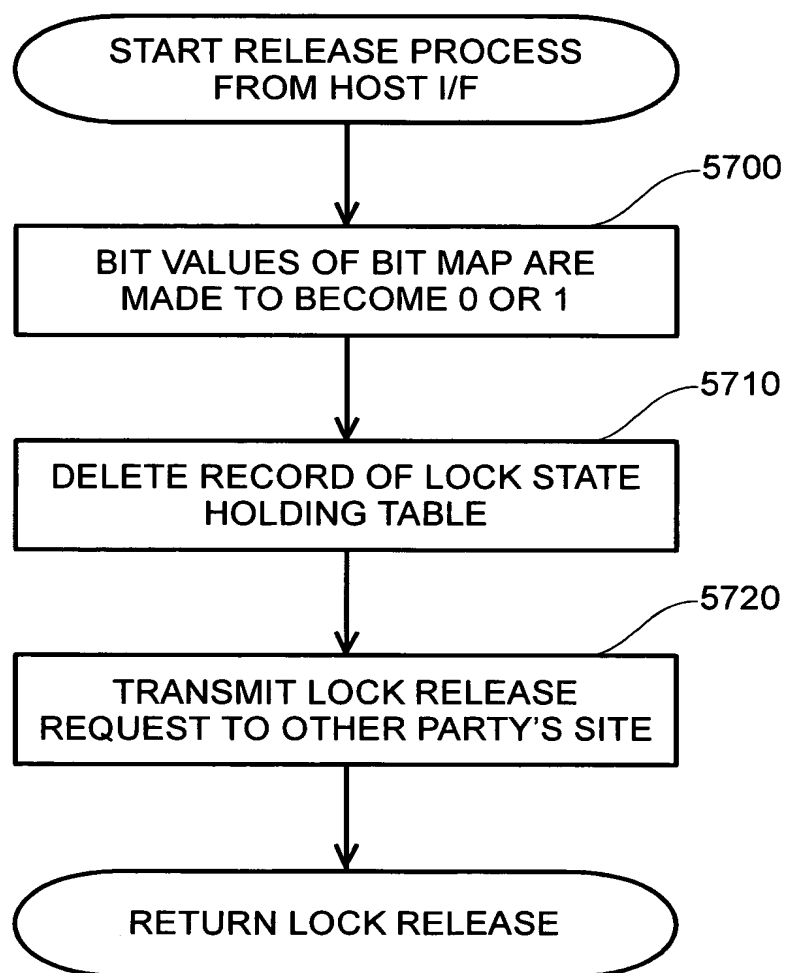 START RELEASE PROCESS
FROM HOST I/F
5700
BIT VALUES OF BIT MAP ARE
MADE TO BECOME 0 OR 1
5710
DELETE RECORD OF LOCK STATE
HOLDING TABLE
5720
TRANSMIT LOCK RELEASE
REQUEST TO OTHER PARTY'S SITE
RETURN LOCK RELEASE